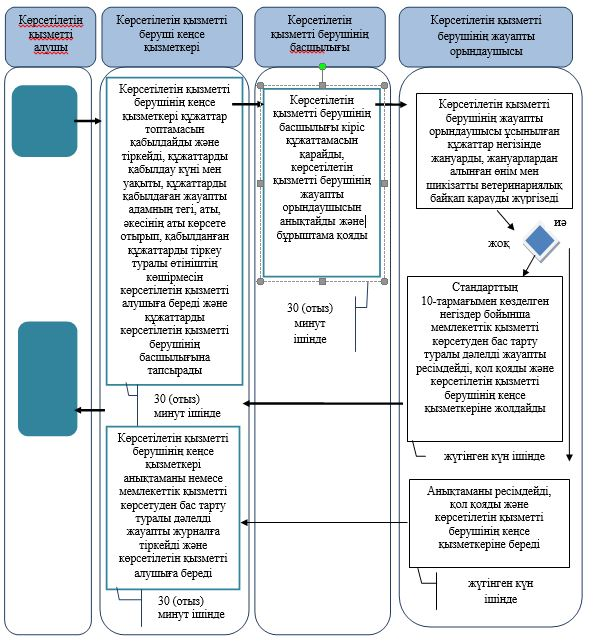 Көрсетілетін
қызметті
алушы
Көрсетілетін қызметті
беруші кеңсе
қызметкері
Көрсетілетін
қызметті берушінің
басшылығы
Көрсетілетін қызметті
берушінің жауапты
орындаушысы
Көрсетілетін қызметті
берушінің кеңсе
қызметкері құжаттар
топтамасын
қабылдайды және
тіркейді, құжаттарды
қабылдау күні мен
уақыты, құжаттарды
қабылдаған жауапты
адамның тегі, аты,
әкесінің аты көрсете
отырып, қабылданған
құжаттарды тіркеу
туралы өтініштің
көшірмесін
көрсетілетін қызметті
алушыға береді және
құжаттарды
көрсетілетін қызметті
берушінің
басшылығына
тапсырады
30 (отыз)
минут ішінде
Көрсетілетін қызметті
берушінің кеңсе
қызметкері
анықтаманы немесе
мемлекеттік қызметті
көрсетуден бас тарту
туралы дәлелді
жауапты журналға
тіркейді және
көрсетілетін қызметті
алушыға береді
30 (отыз)
минут ішінде
Көрсетілетін
қызметті берушінің
басшылығы кіріс
құжаттамасын
қарайды,
көрсетілетін
қызметті берушінің
жауапты
орындаушысын
анықтайды және
бұрыштама қояды
30 (отыз)
минут
ішінде
Көрсетілетін қызметті
берушінің жауапты
орындаушысы ұсынылған
құжаттар негізінде
жануарды, жануарлардан
алынған өнім мен
шикізатты ветеринариялық
байқап қарауды жүргізеді
иә
жоқ
Стандарттың
10-тармағымен көзделген
негіздер бойынша
мемлекеттік қызметті
көрсетуден бас тарту
туралы дәлелді жауапты
ресімдейді, қол қояды және
көрсетілетін қызметті
берушінің кеңсе
қызметкеріне жолдайды
жүгінген күн ішінде
Анықтаманы ресімдейді,
қол қояды және
көрсетілетін қызметті
берушінің кеңсе
қызметкеріне береді
жүгінген күн
ішінде